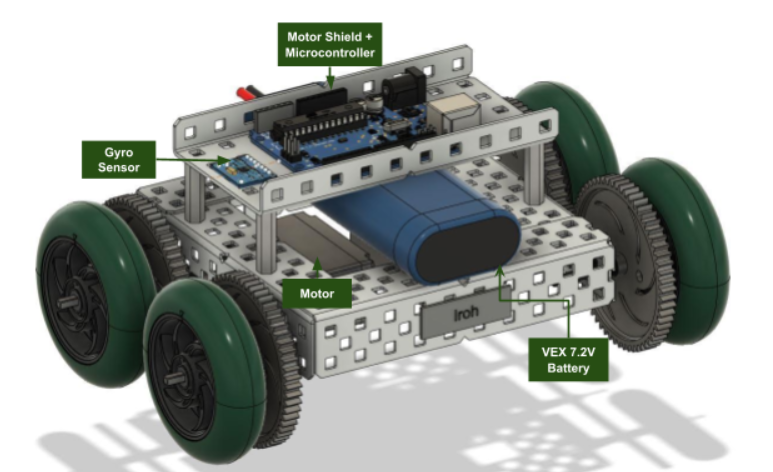 Motor Shield +
Microcontroller
Gyro
Sensor
Motor
Iroh
VEX 7.2V
Battery